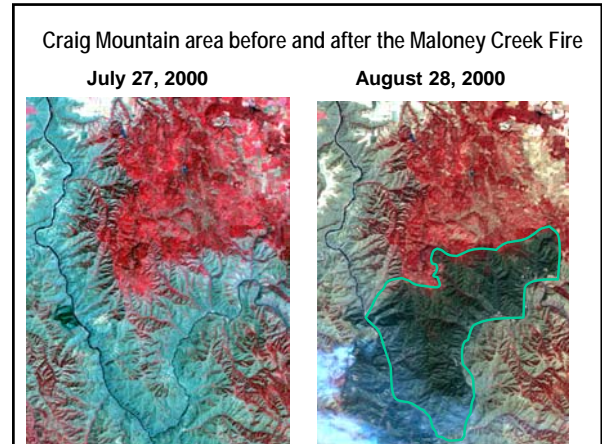 Craig Mountain area before and after the Maloney Creek Fire
July 27, 2000
August 28, 2000